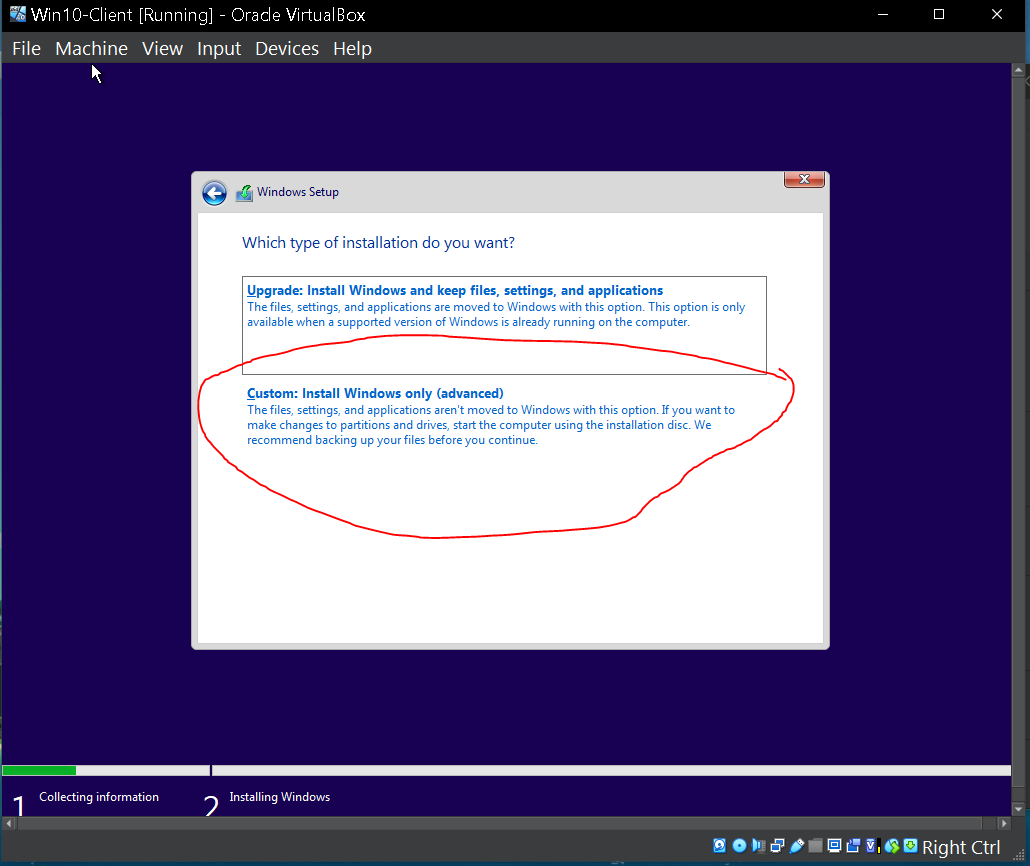 Win10-Client [Running] - Oracle VirtualBox
File Machine View Input Devices Help
Windows Setup
Which type of installation do you want?
Upgrade: Install Windows and keep files, settings, and applications
The files, settings, and applications are moved to Windows with this option. This option is only
available when a supported version of Windows is already running on the computer.
Custom: Install Windows only (advanced)
The files, settings, and applications aren't moved to Windows with this option. If you want to
make changes to partitions and drives, start the computer using the installation disc. We
recommend backing up your files before you continue.
1 Collecting information 2 Installing Windows
Right Ctrl